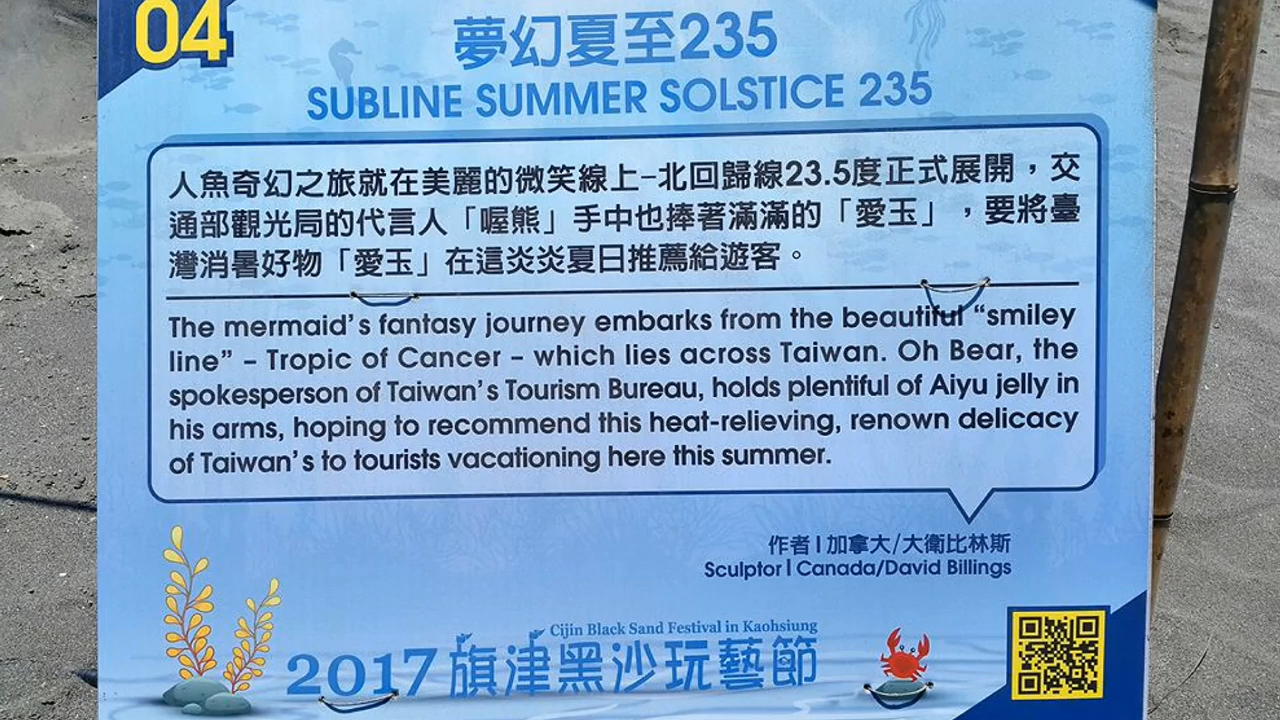 04
夢幻夏至235
SUBLINE SUMMER SOLSTICE 235
人魚奇幻之旅就在美麗的微笑線上-北回歸線23.5度正式展開，交
通部觀光局的代言人「喔熊」手中也捧著滿滿的「愛玉」，要將臺
灣消暑好物「愛玉」在這炎炎夏日推薦給遊客。
The mermaid's fantasy journey embarks from the beautiful “smiley
line” – Tropic of Cancer – which lies across Taiwan. Oh Bear, the
spokesperson of Taiwan's Tourism Bureau, holds plentiful of Aiyu jelly in
his arms, hoping to recommend this heat-relieving, renown delicacy
of Taiwan's to tourists vacationing here this summer.
作者|加拿大/大衛比林斯
Sculptor|Canada/David Billings
Cijin Black Sand Festival in Kaohsiung
2017旗津黑沙玩藝節